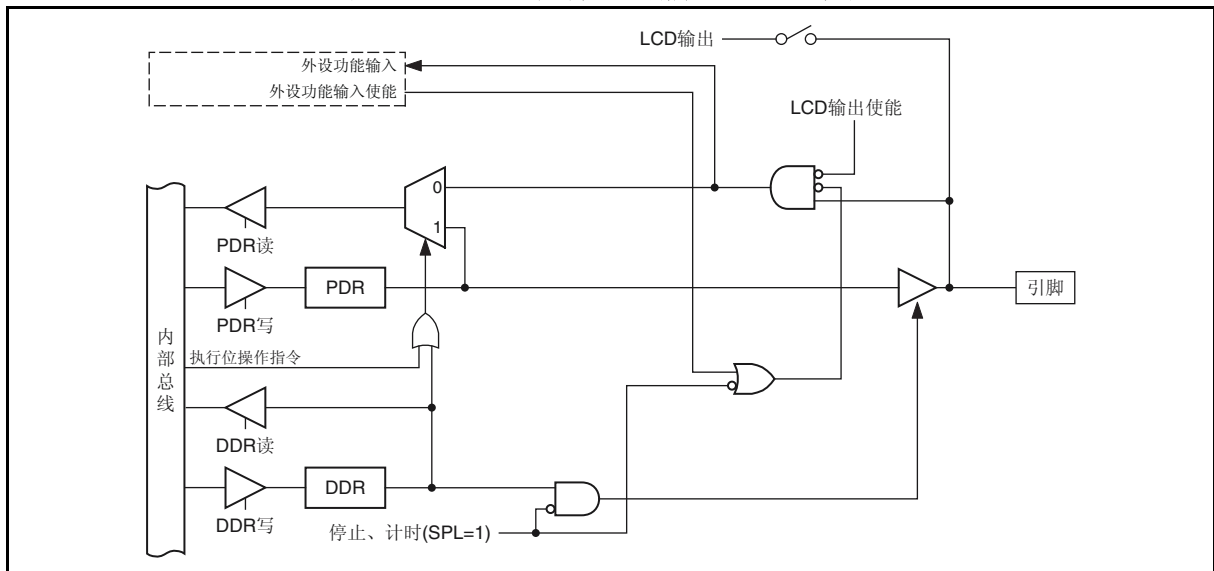 LCD输出
外设功能输入
外设功能输入使能
LCD输出使能
0
1
PDR读
PDR
引脚
PDR写
内部总线
执行位操作指令
DDR读
DDR
DDR写
停止、计时(SPL=1)